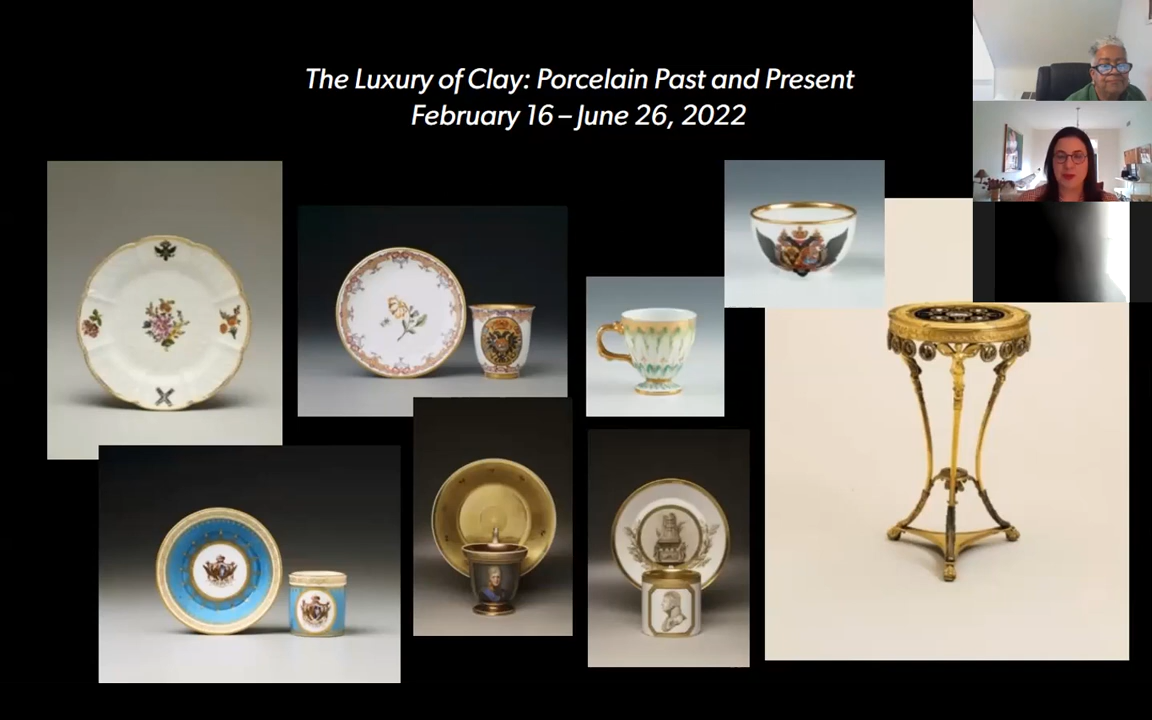 The Luxury of Clay: Porcelain Past and Present
February 16 – June 26, 2022